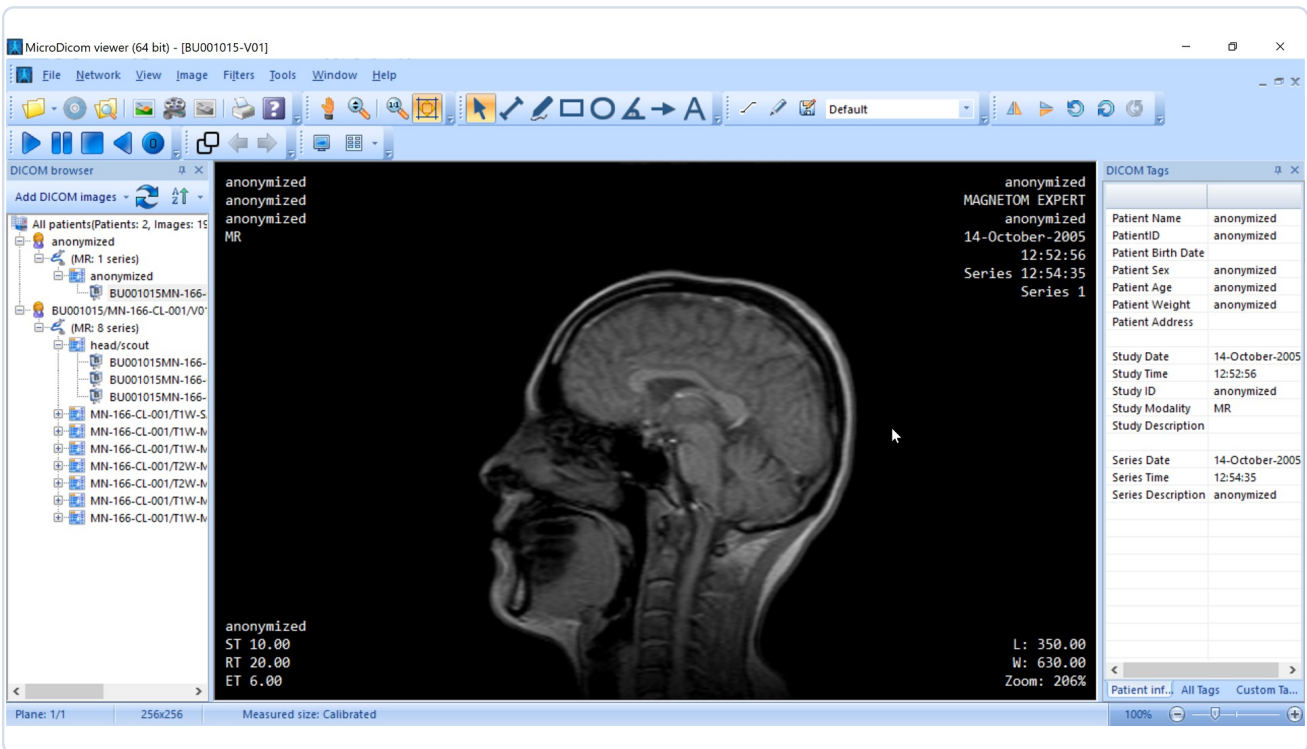 MicroDicom viewer (64 bit) - [BU001015-V01]
File Network View Image Filters Tools Window Help
1:1 A Default
DICOM browser
Add DICOM images
All patients(Patients: 2, Images: 19
anonymized
(MR: 1 series)
anonymized
BU001015MN-166-
BU001015/MN-166-CL-001/V0
(MR: 8 series)
head/scout
BU001015MN-166-
BU001015MN-166-
BU001015MN-166-
MN-166-CL-001/T1W-S
MN-166-CL-001/T1W-M
MN-166-CL-001/T1W-M
MN-166-CL-001/T2W-M
MN-166-CL-001/T2W-M
MN-166-CL-001/T1W-M
MN-166-CL-001/T1W-M
anonymized
anonymized
anonymized
MR
anonymized
MAGNETOM EXPERT
anonymized
14-October-2005
12:52:56
Series 12:54:35
Series 1
anonymized
ST 10.00
RT 20.00
ET 6.00
L: 350.00
W: 630.00
Zoom: 206%
DICOM Tags
Patient Name anonymized
PatientID anonymized
Patient Birth Date
Patient Sex anonymized
Patient Age anonymized
Patient Weight anonymized
Patient Address
Study Date 14-October-2005
Study Time 12:52:56
Study ID anonymized
Study Modality MR
Study Description
Series Date 14-October-2005
Series Time 12:54:35
Series Description anonymized
Patient inf... All Tags Custom Ta...
Plane: 1/1 256x256 Measured size: Calibrated 100%